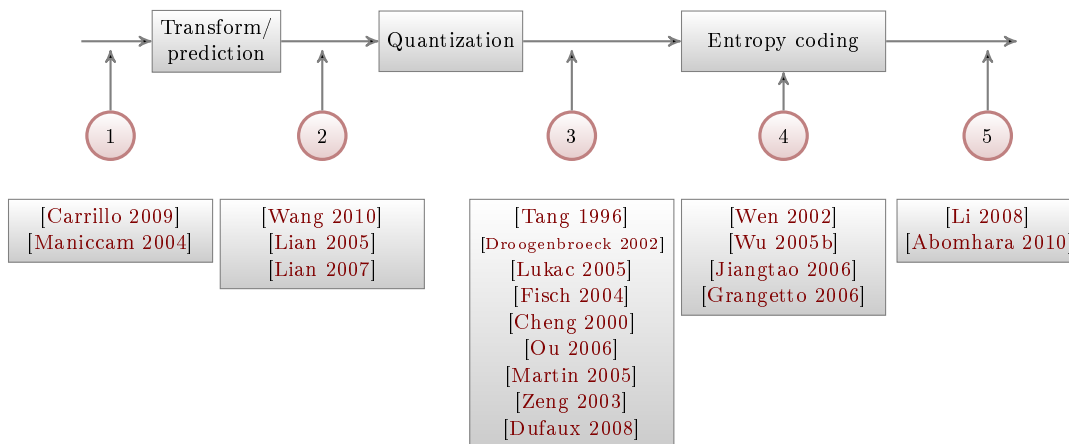 Transform/
prediction
Quantization
Entropy coding
1
2
3
4
5
[Carrillo 2009]
[Maniccam 2004]
[Wang 2010]
[Lian 2005]
[Lian 2007]
[Tang 1996]
[Droogenbroeck 2002]
[Lukac 2005]
[Fisch 2004]
[Cheng 2000]
[Ou 2006]
[Martin 2005]
[Zeng 2003]
[Dufaux 2008]
[Wen 2002]
[Wu 2005b]
[Jiangtao 2006]
[Grangetto 2006]
[Li 2008]
[Abomhara 2010]